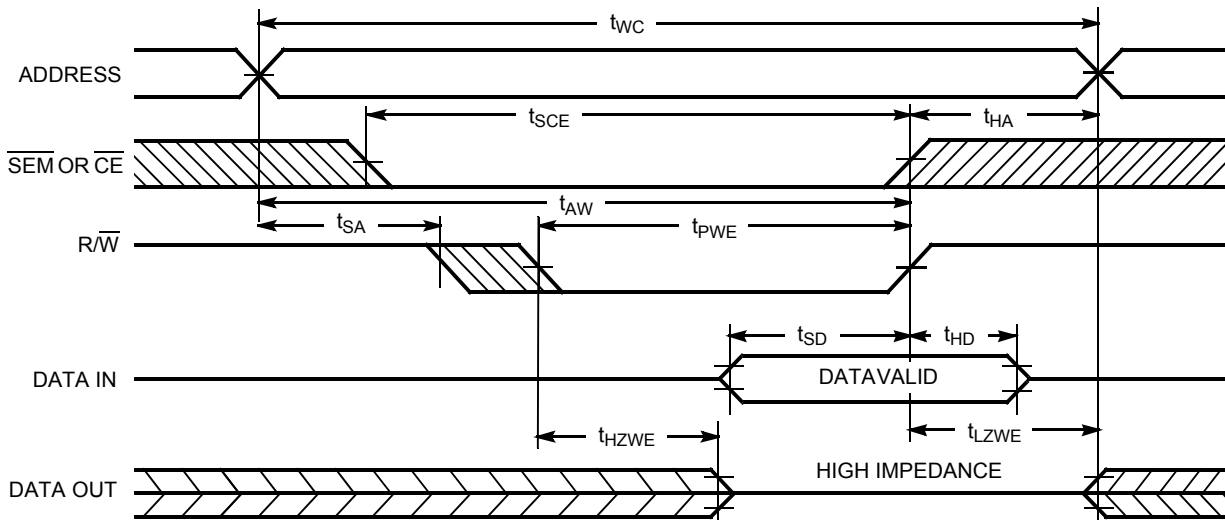 tWC
ADDRESS
tSCE
tHA
SEM OR CE
tAW
tSA
tPWE
R/W
tSD
tHD
DATA IN
DATAVALID
tHZWE
tLZWE
HIGH IMPEDANCE
DATA OUT